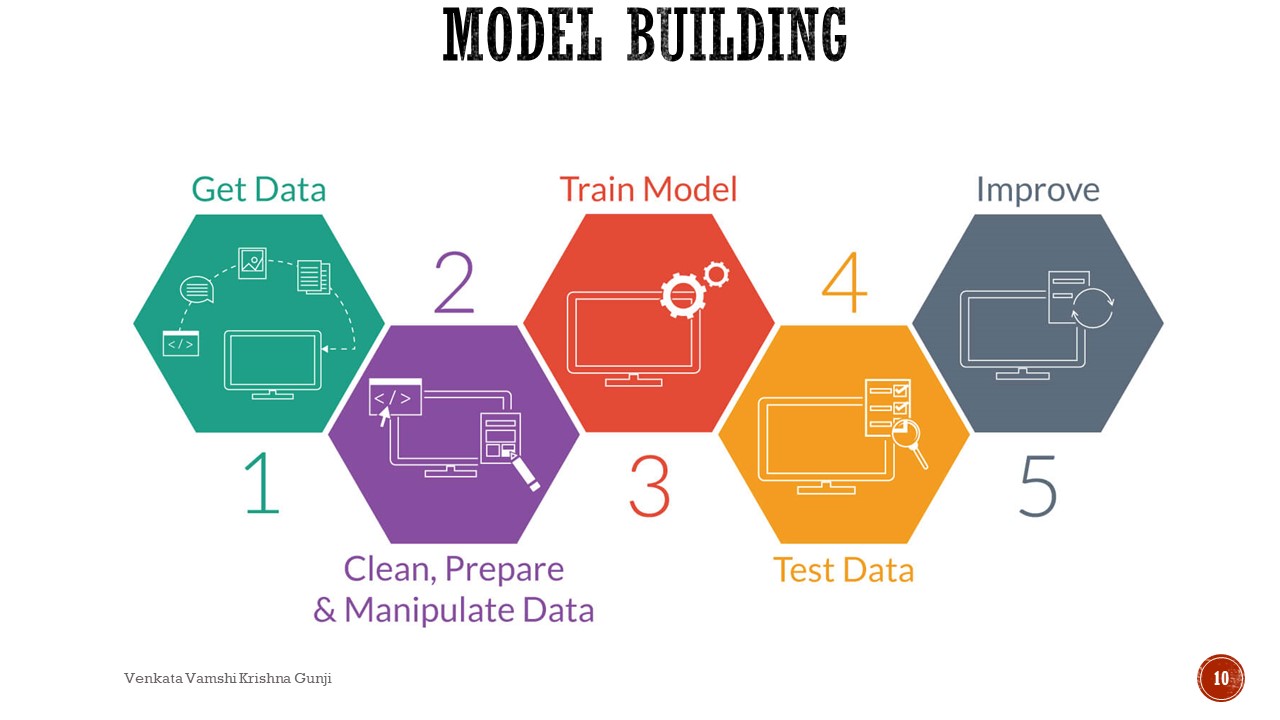 MODEL BUILDING
Get Data
</>
1
2
</>
Clean, Prepare
& Manipulate Data
Train Model
3
4
Test Data
Improve
5
Venkata Vamshi Krishna Gunji
10